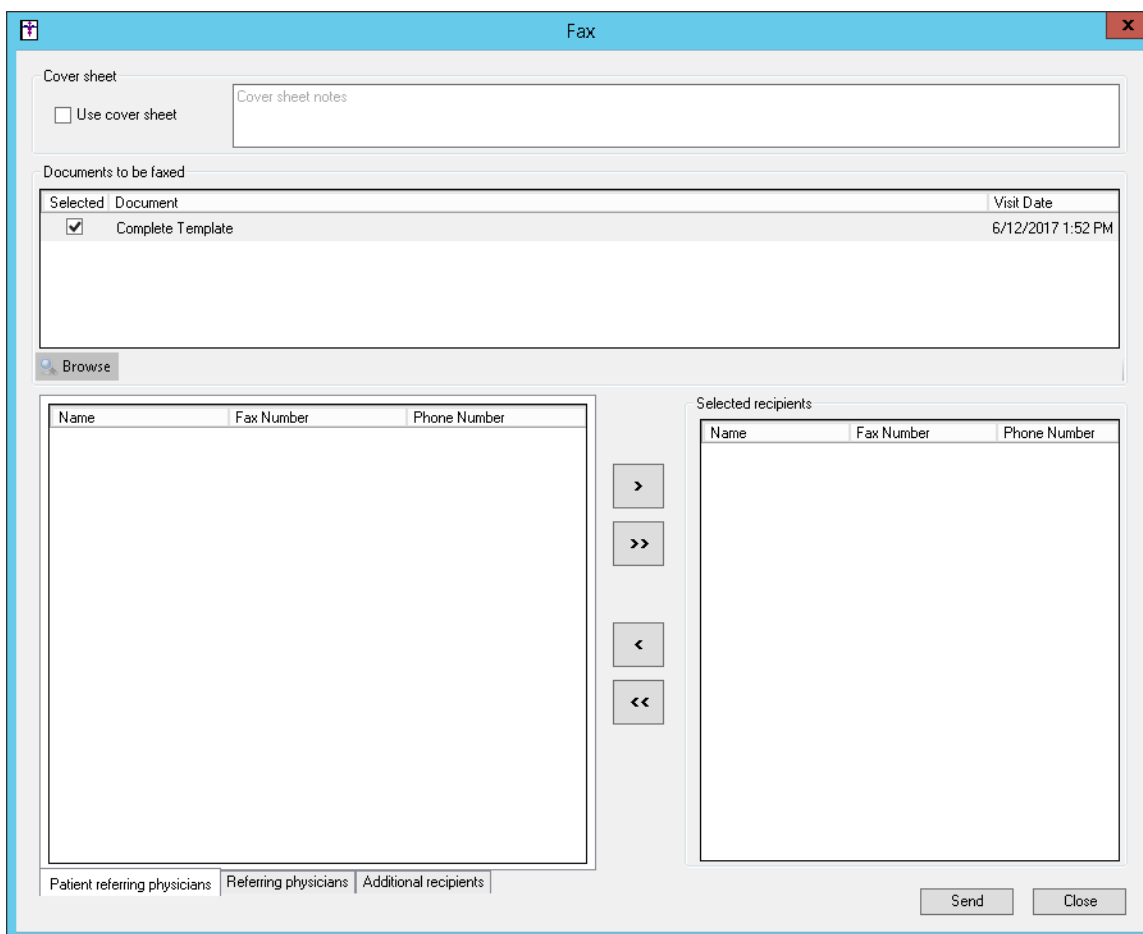 Fax
x
Cover sheet
Use cover sheet
Cover sheet notes
Documents to be faxed
Selected Document Visit Date
Complete Template 6/12/2017 1:52 PM
Browse
Name Fax Number Phone Number
Selected recipients
Name Fax Number Phone Number
>
>>
<
<<
Patient referring physicians Referring physicians Additional recipients
Send Close